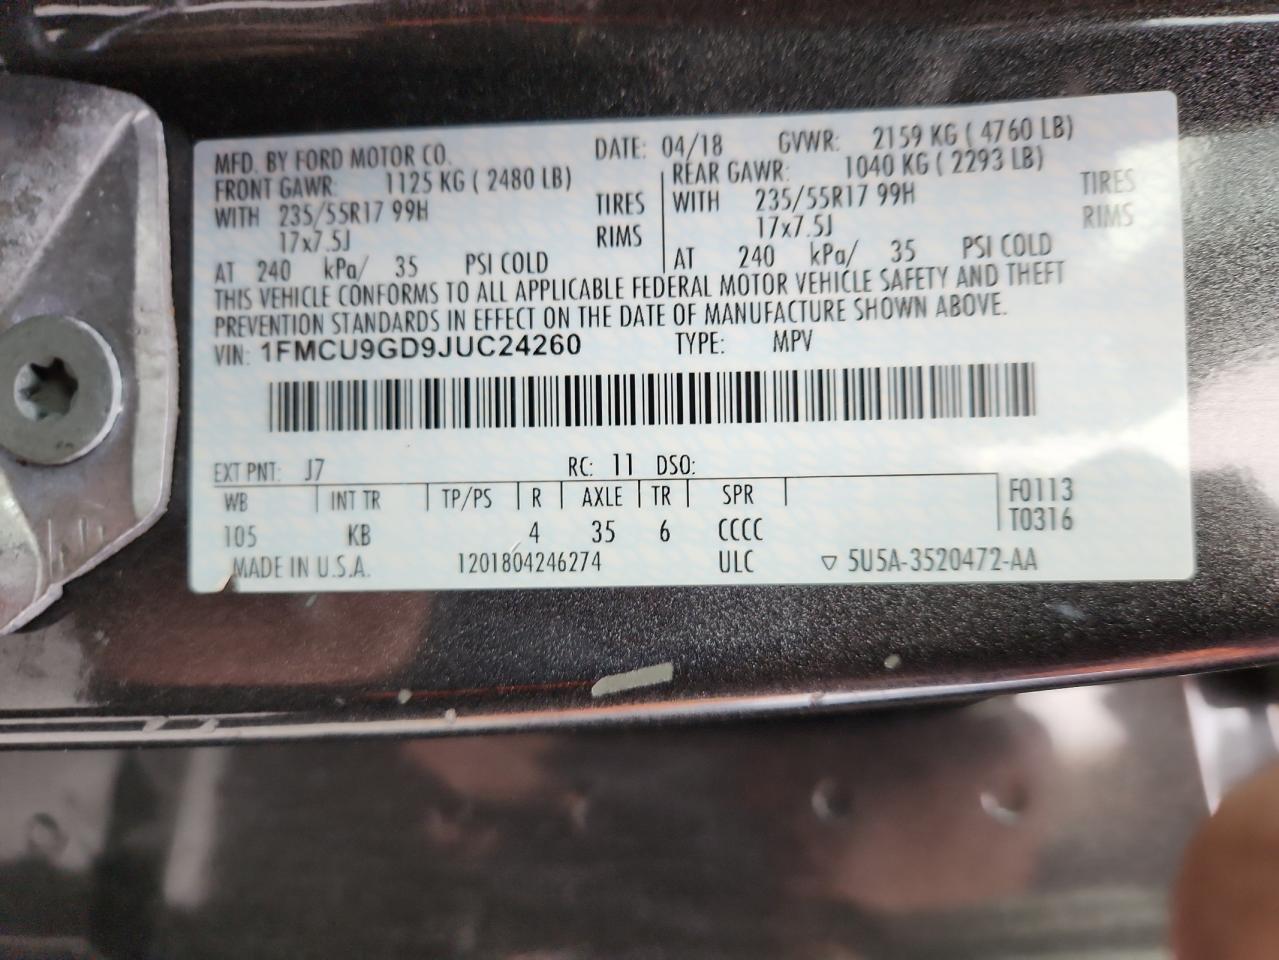 MFD. BY FORD MOTOR CO. DATE: 04/18 GVWR: 2159 KG ( 4760 LB)
FRONT GAWR: 1125 KG ( 2480 LB) REAR GAWR: 1040 KG ( 2293 LB)
WITH 235/55R17 99H TIRES WITH 235/55R17 99H TIRES
17x7.5J RIMS 17x7.5J RIMS
AT 240 kPa/ 35 PSI COLD AT 240 kPa/ 35 PSI COLD
THIS VEHICLE CONFORMS TO ALL APPLICABLE FEDERAL MOTOR VEHICLE SAFETY AND THEFT
PREVENTION STANDARDS IN EFFECT ON THE DATE OF MANUFACTURE SHOWN ABOVE.
VIN: 1FMCU9GD9JUC24260 TYPE: MPV
EXT PNT: J7 RC: 11 DSO:
WB INT TR TP/PS R AXLE TR SPR F0113
105 KB 4 35 6 CCCC T0316
MADE IN U.S.A. 1201804246274 ULC ▽ 5U5A-3520472-AA